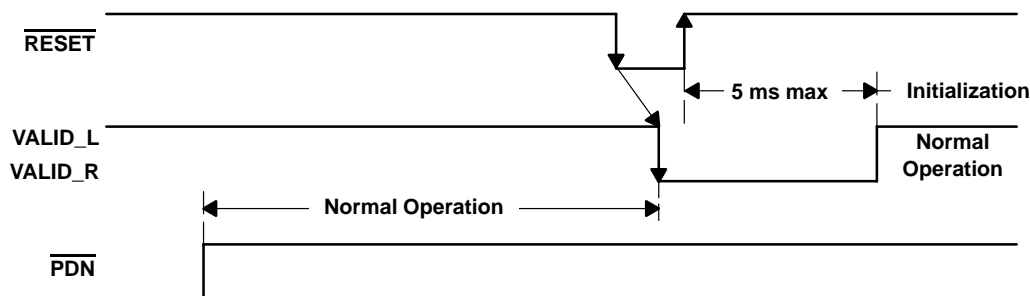 RESET
5 ms max
Initialization
VALID_L
VALID_R
Normal
Operation
Normal Operation
PDN